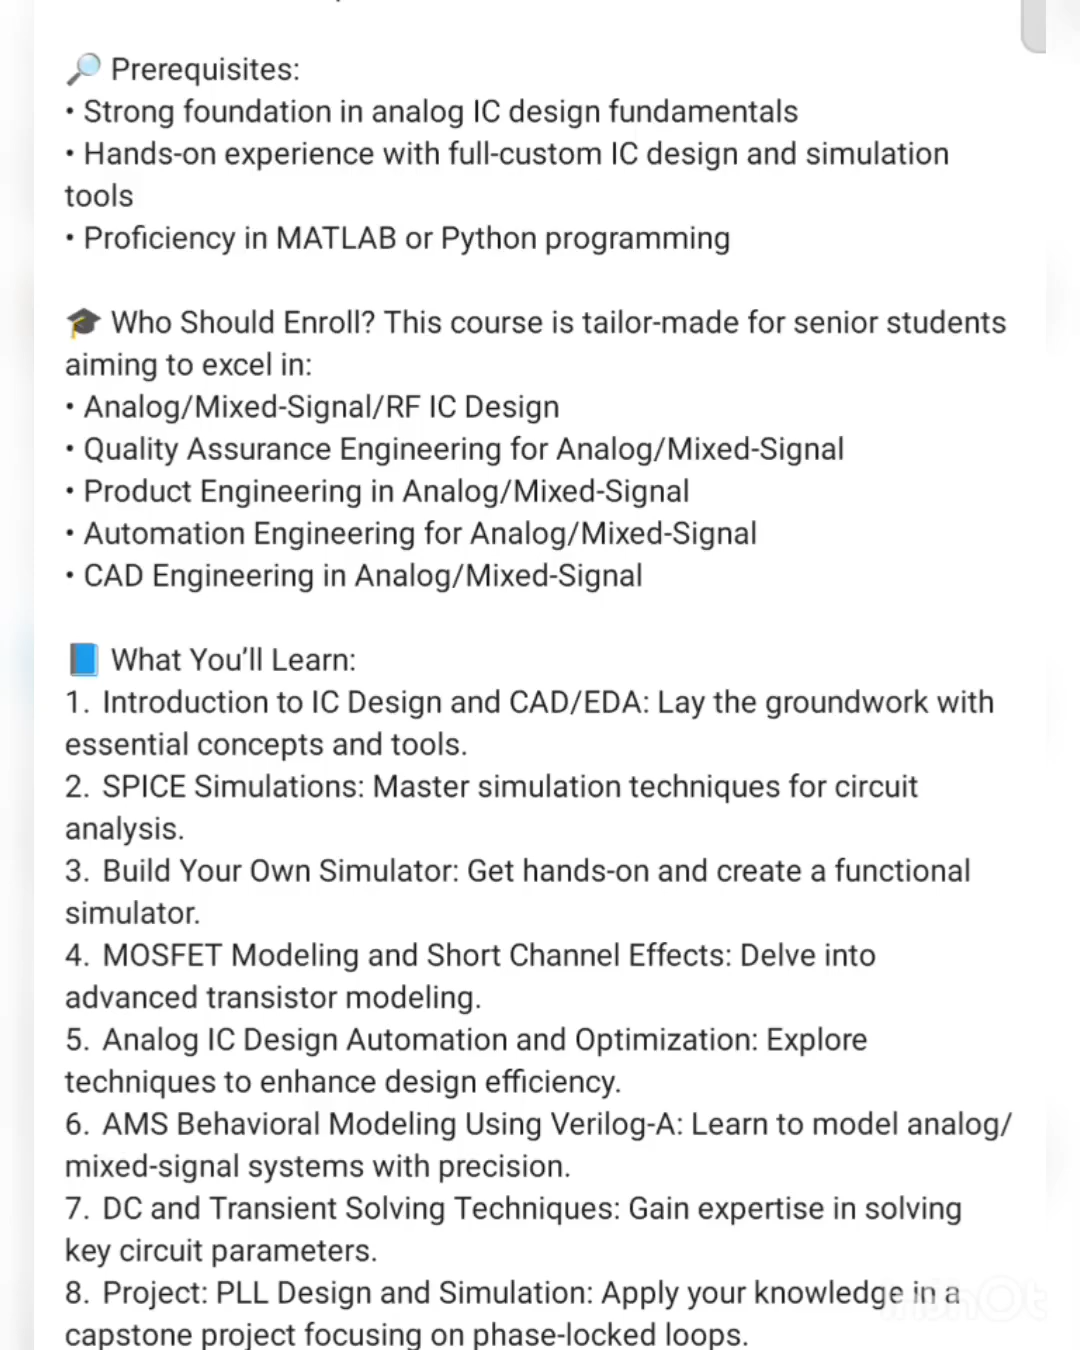 🔎 Prerequisites:
• Strong foundation in analog IC design fundamentals
• Hands-on experience with full-custom IC design and simulation
tools
• Proficiency in MATLAB or Python programming
🎓 Who Should Enroll? This course is tailor-made for senior students
aiming to excel in:
• Analog/Mixed-Signal/RF IC Design
• Quality Assurance Engineering for Analog/Mixed-Signal
• Product Engineering in Analog/Mixed-Signal
• Automation Engineering for Analog/Mixed-Signal
• CAD Engineering in Analog/Mixed-Signal
📘 What You’ll Learn:
1. Introduction to IC Design and CAD/EDA: Lay the groundwork with
essential concepts and tools.
2. SPICE Simulations: Master simulation techniques for circuit
analysis.
3. Build Your Own Simulator: Get hands-on and create a functional
simulator.
4. MOSFET Modeling and Short Channel Effects: Delve into
advanced transistor modeling.
5. Analog IC Design Automation and Optimization: Explore
techniques to enhance design efficiency.
6. AMS Behavioral Modeling Using Verilog-A: Learn to model analog/
mixed-signal systems with precision.
7. DC and Transient Solving Techniques: Gain expertise in solving
key circuit parameters.
8. Project: PLL Design and Simulation: Apply your knowledge in a
capstone project focusing on phase-locked loops.